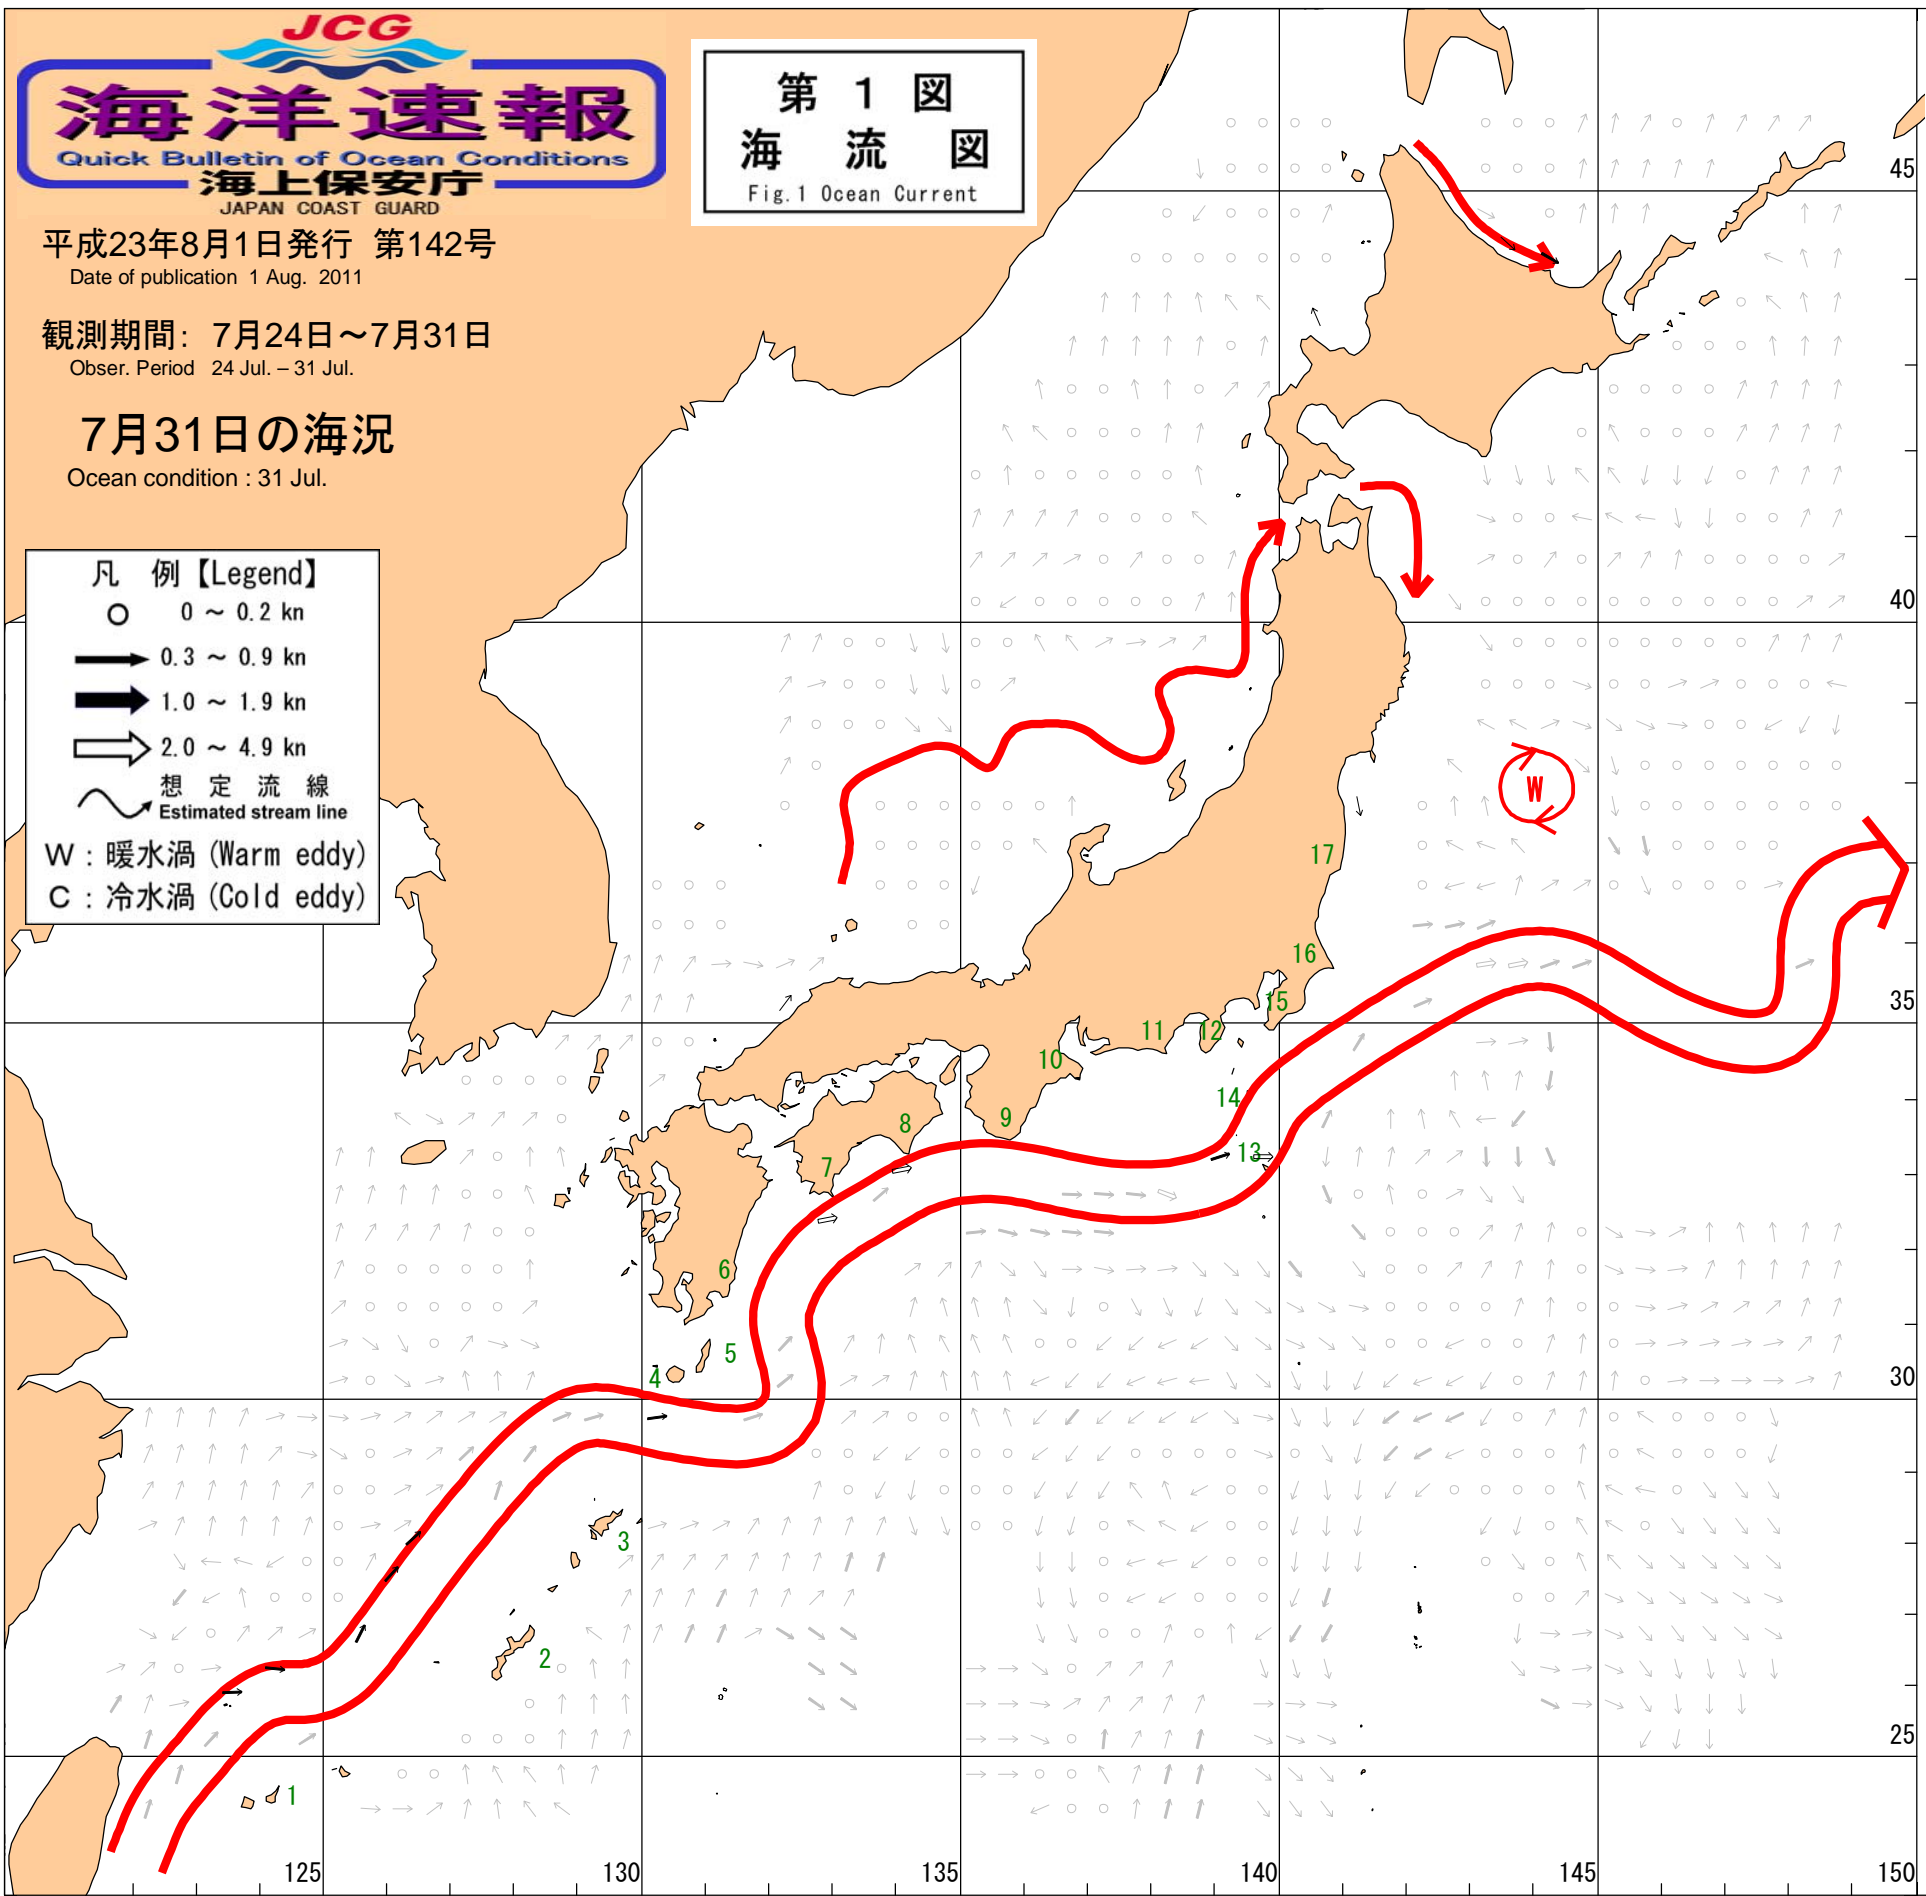 JCG
海洋速報
Quick Bulletin of Ocean Conditions
海上保安庁
JAPAN COAST GUARD
第 1 図
海 流 図
Fig.1 Ocean Current
平成23年8月1日発行 第142号
Date of publication 1 Aug. 2011
観測期間: 7月24日~7月31日
Obser. Period 24 Jul. – 31 Jul.
7月31日の海況
Ocean condition : 31 Jul.
凡 例【Legend】
0 ~ 0.2 kn
0.3 ~ 0.9 kn
1.0 ~ 1.9 kn
2.0 ~ 4.9 kn
想 定 流 線
Estimated stream line
W : 暖水渦 (Warm eddy)
C : 冷水渦 (Cold eddy)
45
40
W
17
16
35
15
12
11
10
14
9
8
13
7
6
5
4
30
3
2
25
1
125
130
135
140
145
150